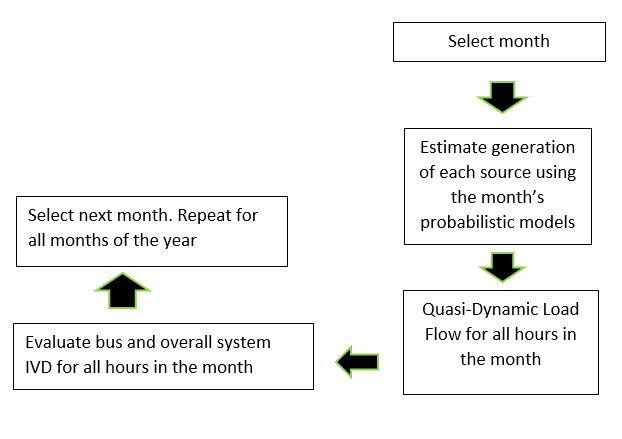 Select month
Estimate generation
of each source using
the month's
probabilistic models
Quasi-Dynamic Load
Flow for all hours in
the month
Evaluate bus and overall system
IVD for all hours in the month
Select next month. Repeat for
all months of the year